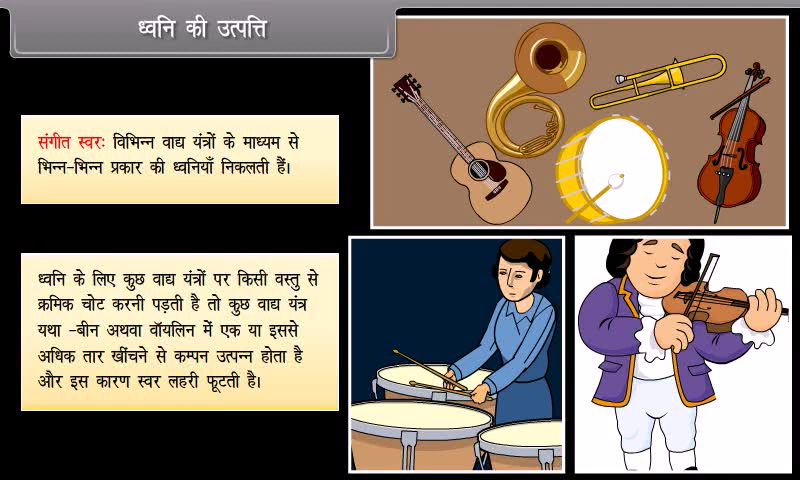 ध्वनि की उत्पत्ति
संगीत स्वरः विभिन्न वाद्य यंत्रों के माध्यम से
भिन्न-भिन्न प्रकार की ध्वनियाँ निकलती हैं।
ध्वनि के लिए कुछ वाद्य यंत्रों पर किसी वस्तु से
क्रमिक चोट करनी पड़ती है तो कुछ वाद्य यंत्र
यथा -बीन अथवा वॉयलिन में एक या इससे
अधिक तार खींचने से कम्पन उत्पन्न होता है
और इस कारण स्वर लहरी फूटती है।